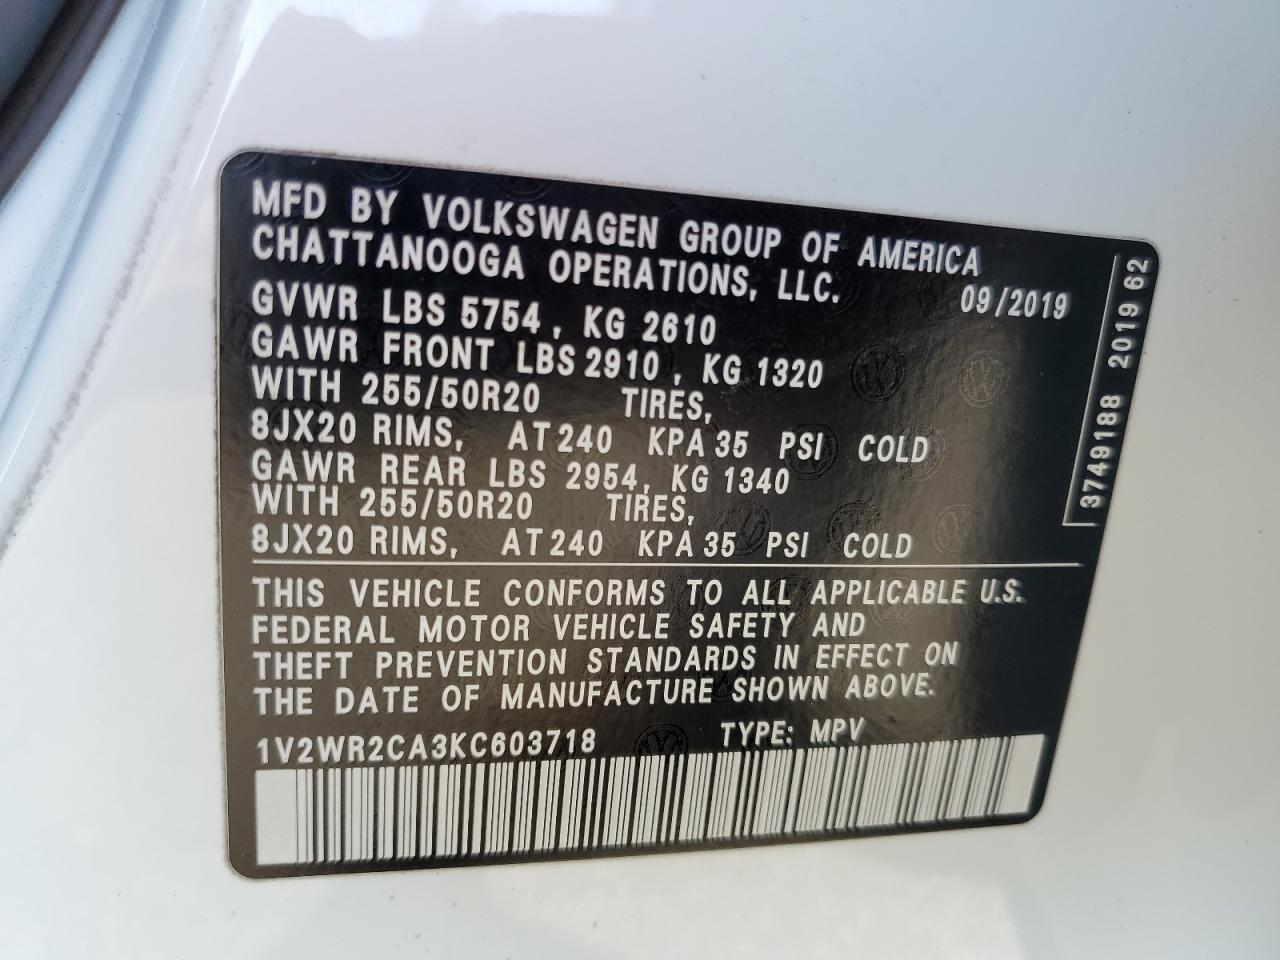 MFD BY VOLKSWAGEN GROUP OF AMERICA
CHATTANOOGA OPERATIONS, LLC.
09/2019
GVWR LBS 5754, KG 2610
GAWR FRONT LBS 2910, KG 1320
WITH 255/50R20 TIRES,
8JX20 RIMS, AT 240 KPA 35 PSI COLD
GAWR REAR LBS 2954, KG 1340
WITH 255/50R20 TIRES,
8JX20 RIMS, AT 240 KPA 35 PSI COLD
THIS VEHICLE CONFORMS TO ALL APPLICABLE U.S.
FEDERAL MOTOR VEHICLE SAFETY AND
THEFT PREVENTION STANDARDS IN EFFECT ON
THE DATE OF MANUFACTURE SHOWN ABOVE.
1V2WR2CA3KC603718 TYPE: MPV
3749188 2019 62